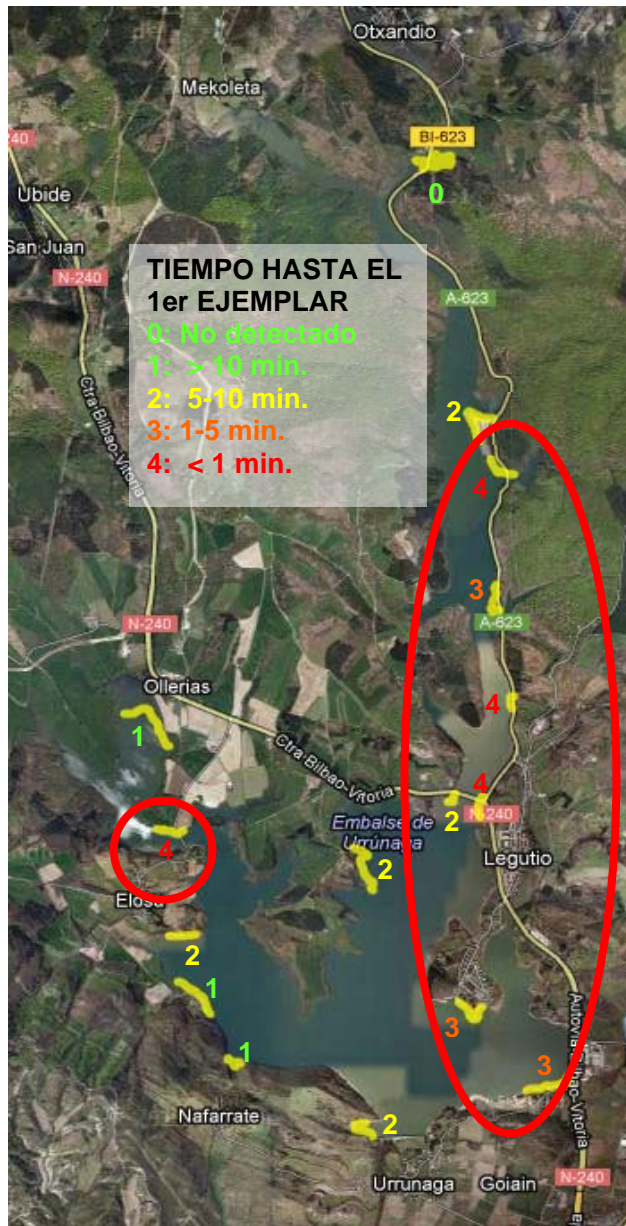 Otxandio
Mekoleta
BI-623
240
0
Ubide
San Juan
TIEMPO HASTA EL
1er EJEMPLAR
0: No detectado
1: > 10 min.
2: 5-10 min.
3: 1-5 min.
4: < 1 min.
N-240
A-623
Ctra-Bilbao-Vitoria
2
4
3
N-240
A-623
Ollerias
4
1
Ctra-Bilbao-Vitoria
4
2
N-240
Embalse de
Urrúnaga
4
Legutio
2
Elosu
2
1
3
Autovía-Bilbao-Vitoria
1
3
Nafarrate
2
Urrunaga
Goiain
N-240